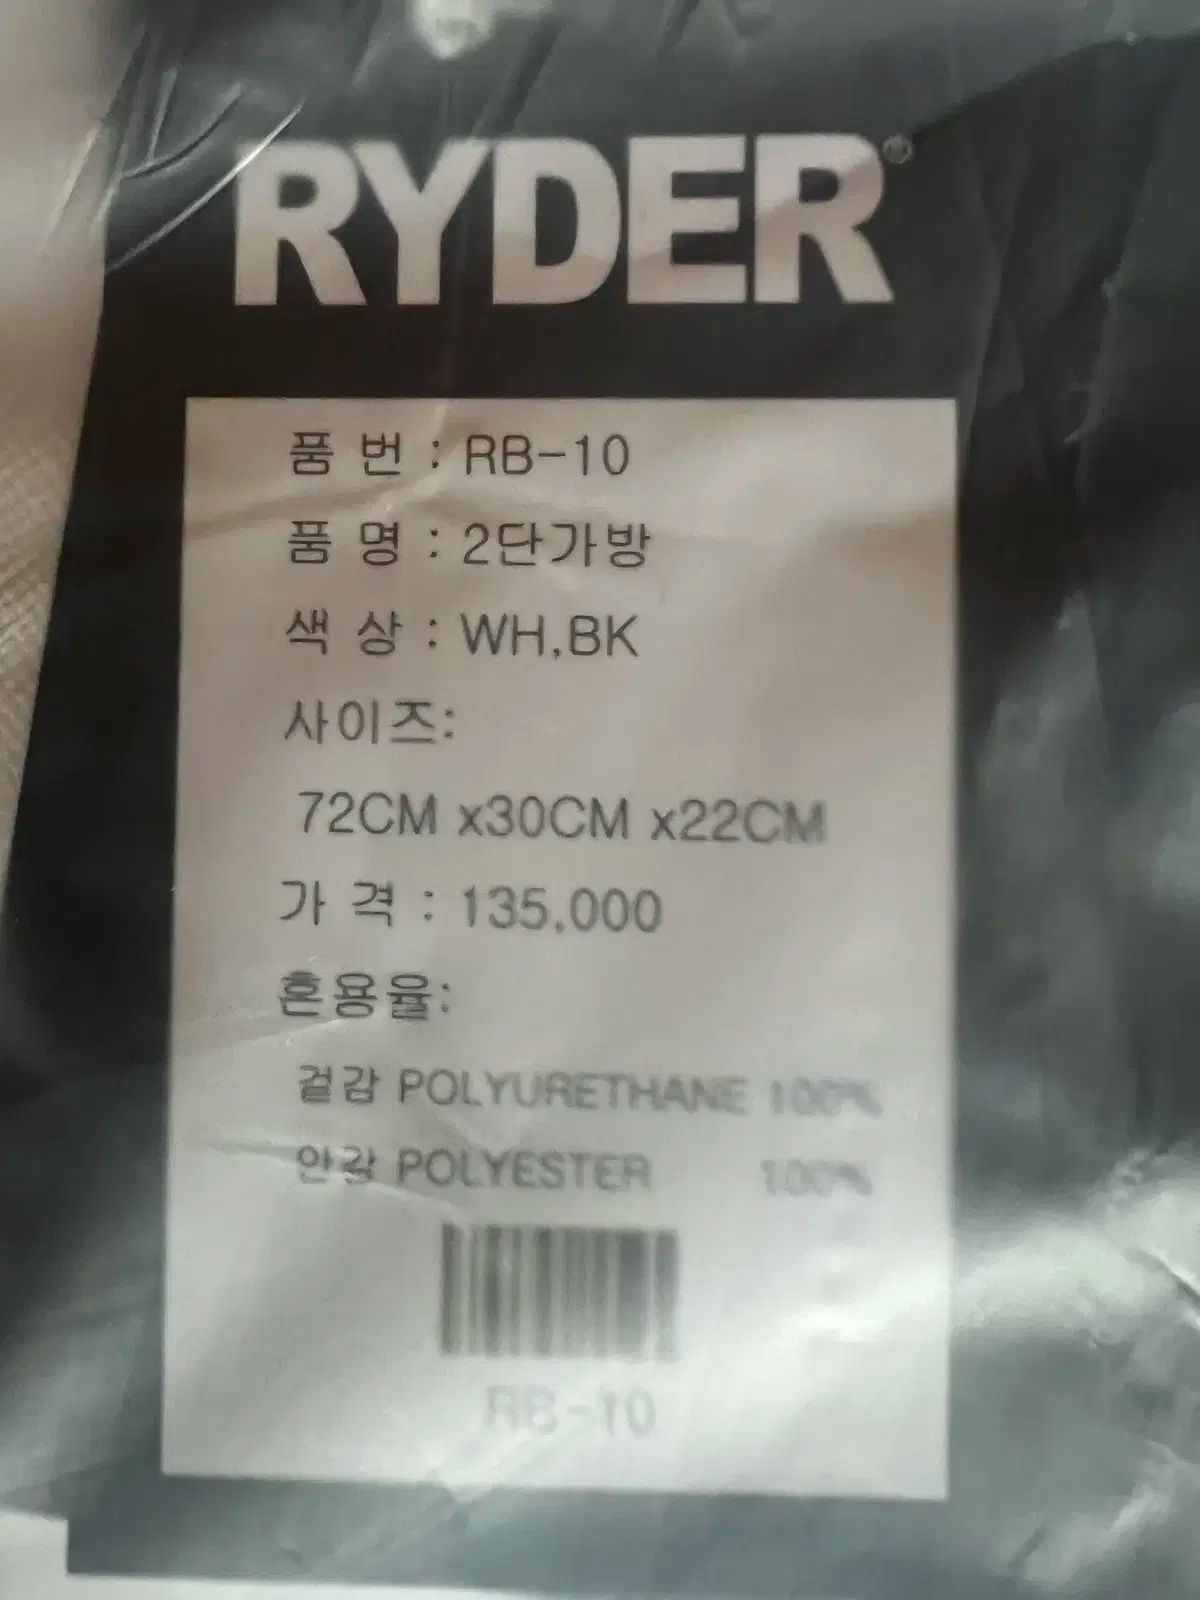 RYDER®
품 번 : RB-10
품 명 : 2단가방
색 상 : WH,BK
사이즈:
72CM x30CM x22CM
가 격 : 135,000
혼용율:
겉감 POLYURETHANE 100%
안감 POLYESTER 100%
RB-10